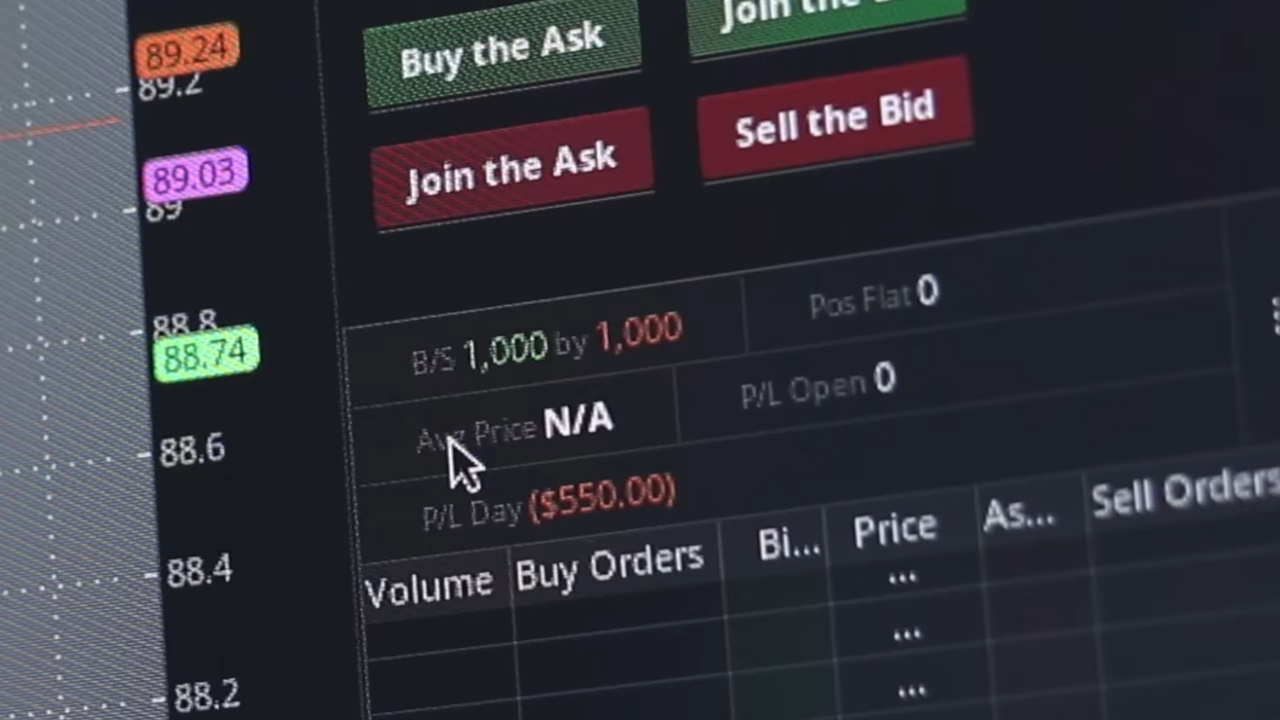 89.24
89.2
89.03
89
88.8
88.74
88.6
88.4
88.2
Buy the Ask
Join the
Join the Ask
Sell the Bid
B/S 1,000 by 1,000
Pos Flat 0
Avg Price N/A
P/L Open 0
P/L Day ($550.00)
Volume
Buy Orders
Bi...
Price
As...
Sell Orders
...
...
...